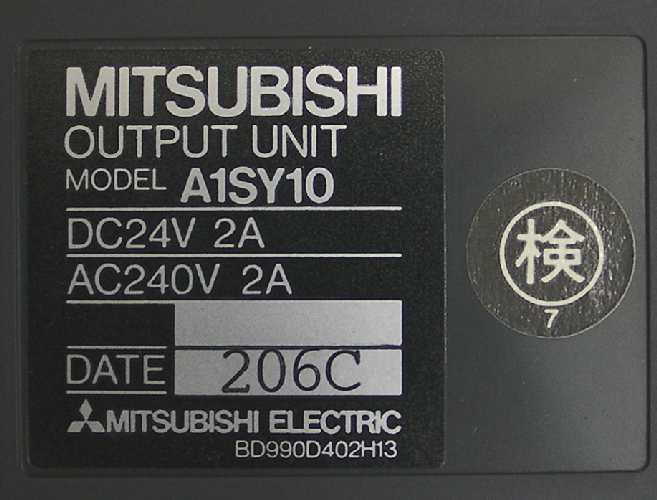 MITSUBISHI
OUTPUT UNIT
MODEL A1SY10
DC24V 2A
AC240V 2A
DATE 206C
MITSUBISHI ELECTRIC
BD990D402H13
検
7